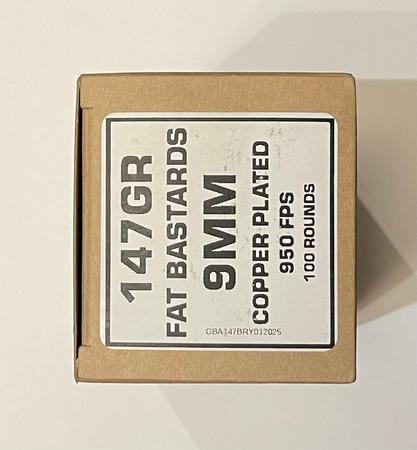 147GR
FAT BASTARDS
9MM
COPPER PLATED
950 FPS
100 ROUNDS
GBA147BRY012025